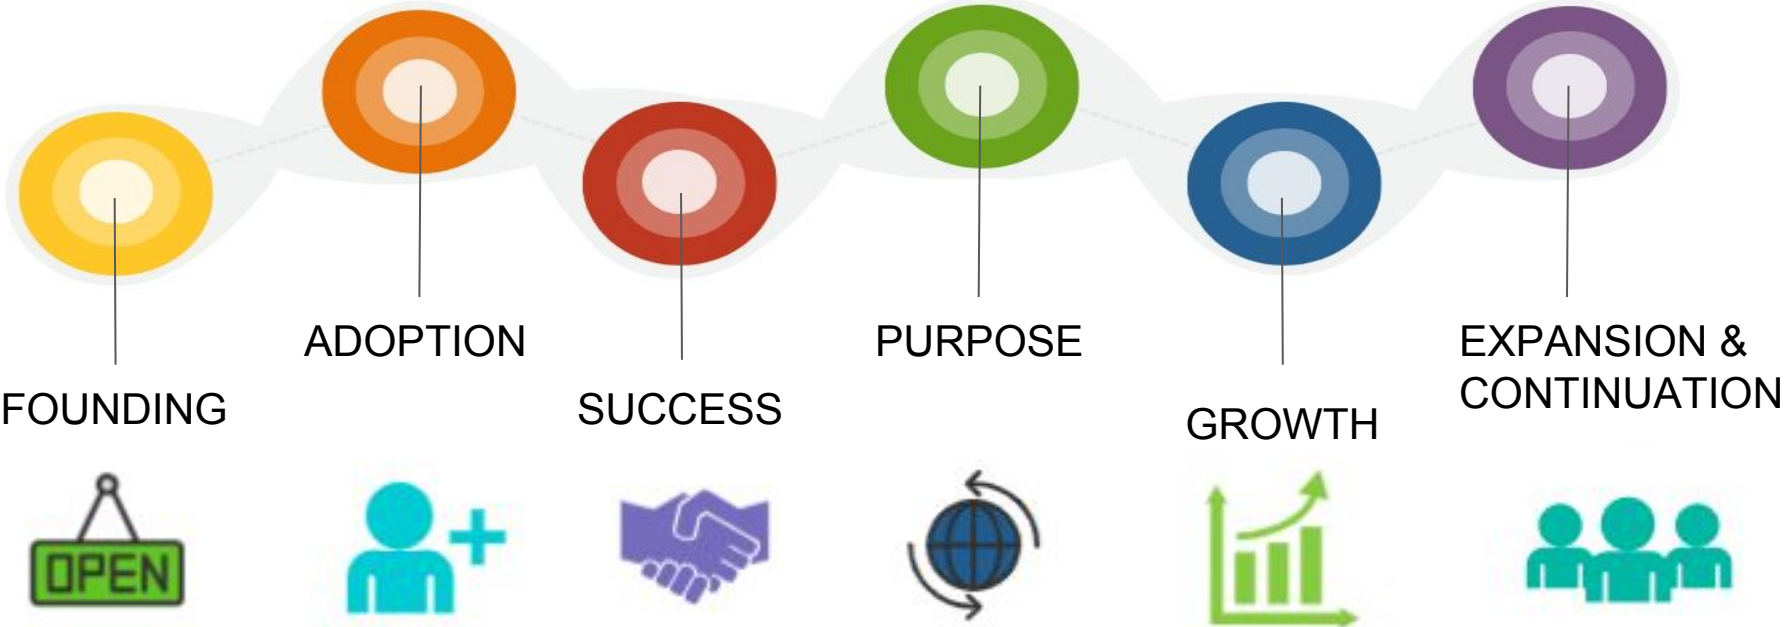 FOUNDING
ADOPTION
SUCCESS
PURPOSE
GROWTH
EXPANSION &
CONTINUATION
OPEN